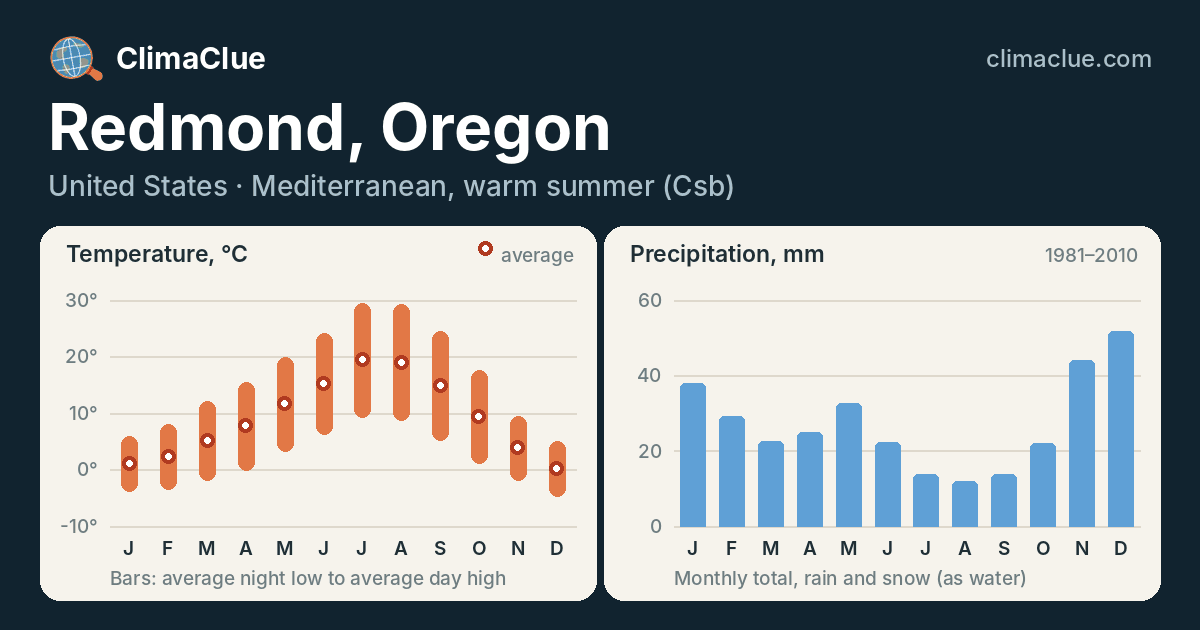 ClimaClue
climaclue.com
Redmond, Oregon
United States · Mediterranean, warm summer (Csb)
Temperature, °C
average
30°
20°
10°
0°
-10°
J F M A M J J A S O N D
Bars: average night low to average day high
Precipitation, mm
1981–2010
60
40
20
0
J F M A M J J A S O N D
Monthly total, rain and snow (as water)